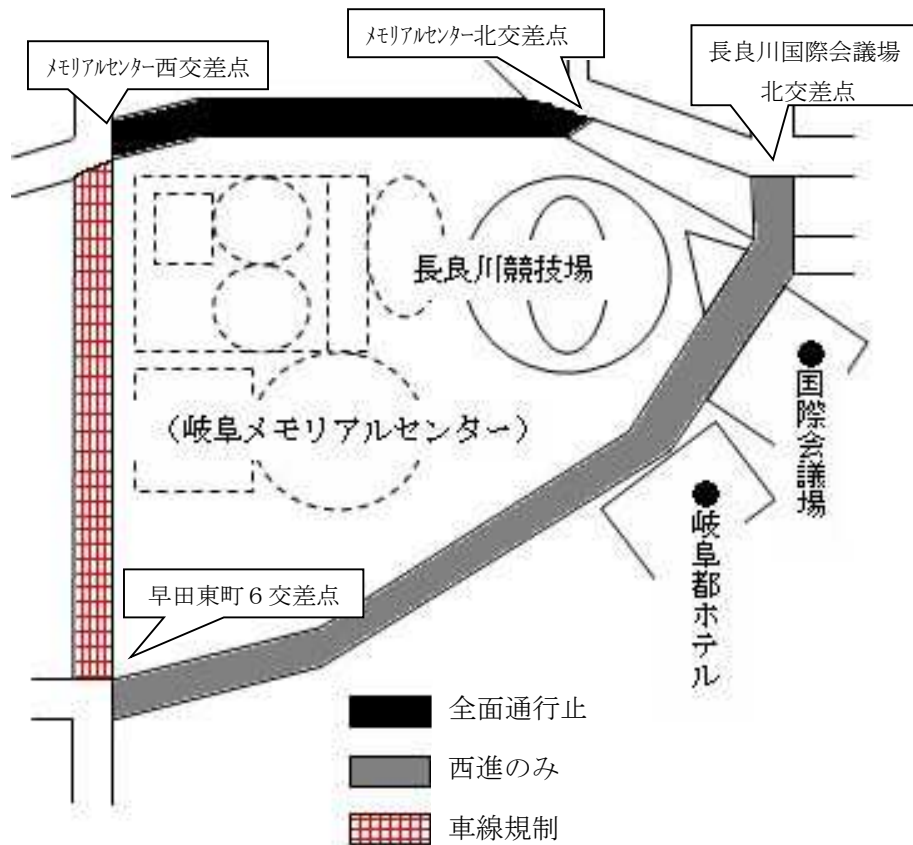 ﾒﾓﾘｱﾙｾﾝﾀｰ西交差点
ﾒﾓﾘｱﾙｾﾝﾀｰ北交差点
長良川国際会議場
北交差点
長良川競技場
（岐阜メモリアルセンター）
●国際会議場
●岐阜都ホテル
早田東町６交差点
全面通行止
西進のみ
車線規制